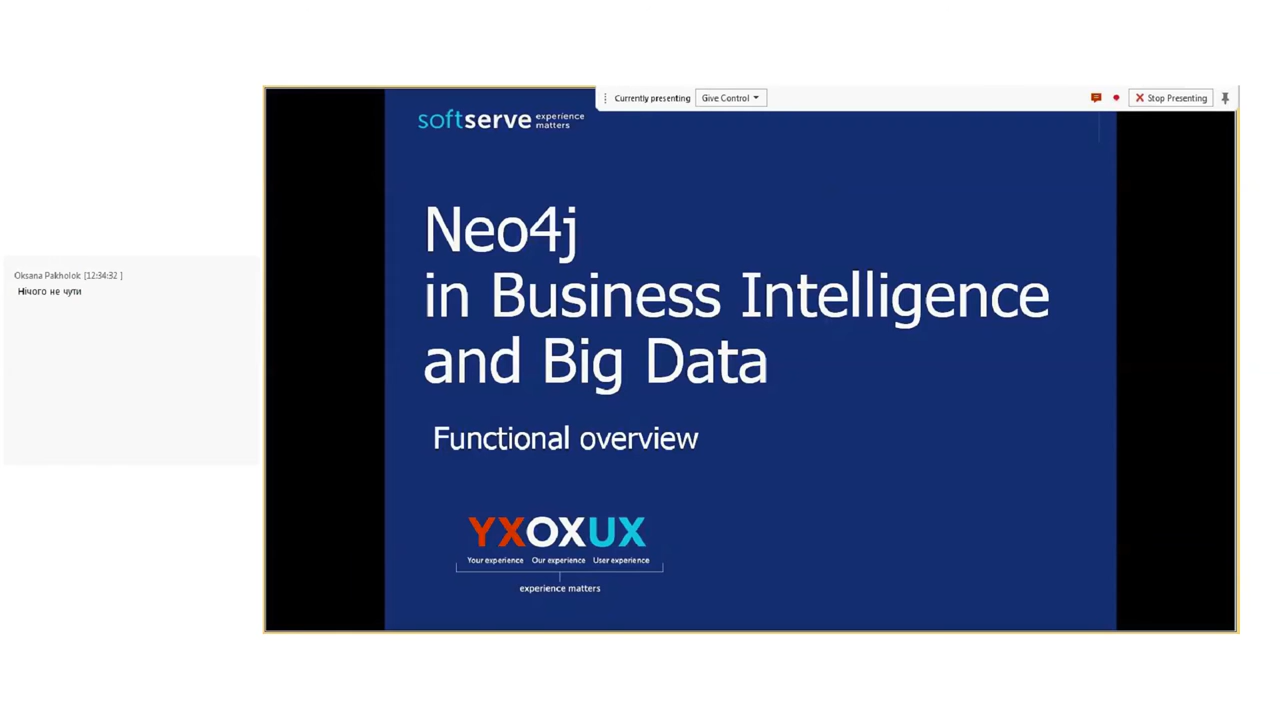 Currently presenting Give Control Stop Presenting
softserve experience matters
Neo4j
in Business Intelligence
and Big Data
Functional overview
YXOXUX
Your experience Our experience User experience
experience matters
Oksana Pakholok [12:34:32 ]
Нічого не чути